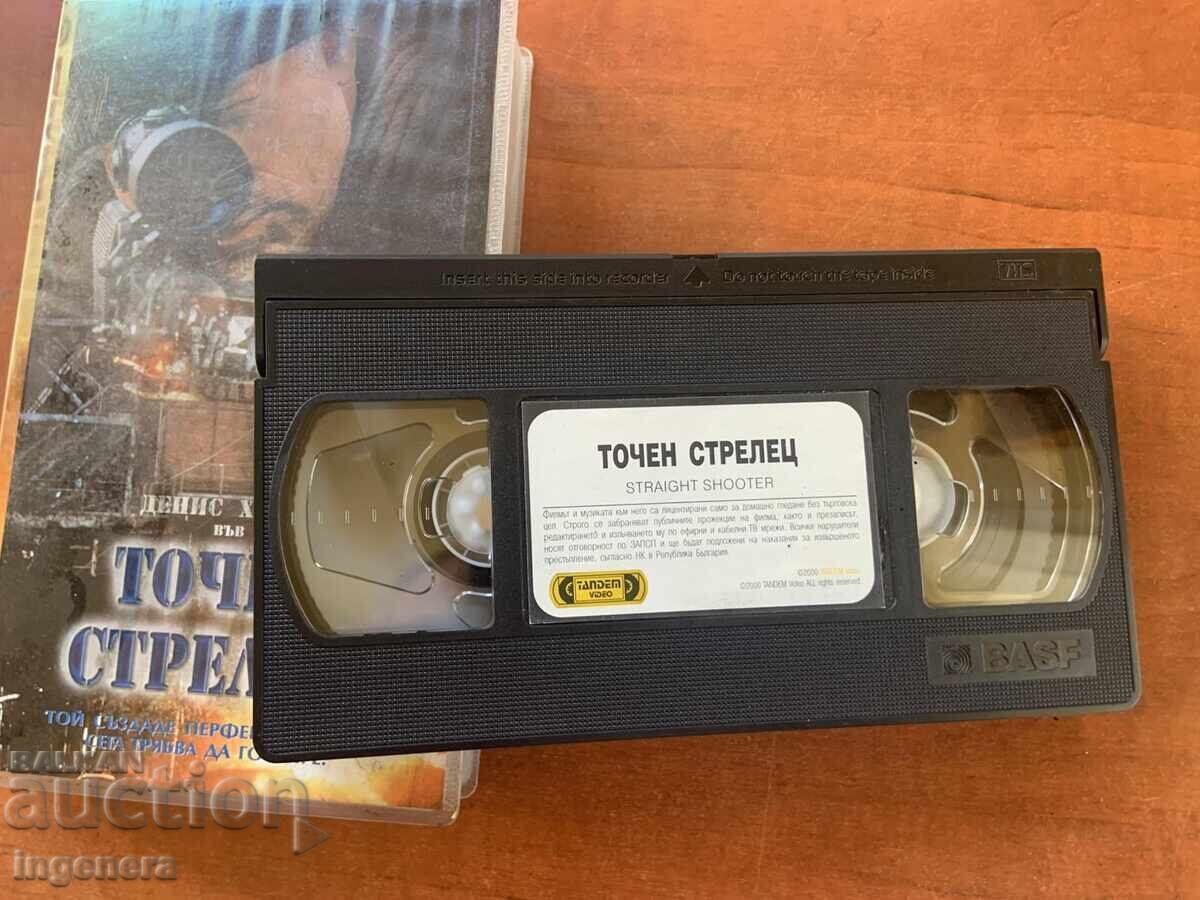 ДЕНИС Х
ВЪВ
ТОЧ
СТРЕЛ
ТОЙ СЪЗДАДЕ ПЕРФЕ
СЕГА ТРЯБВА ДА ГО
Insert this side into recorder Do not touch the tape inside
VHS
ТОЧЕН СТРЕЛЕЦ
STRAIGHT SHOOTER
Филмът и музиката към него са лицензирани само за домашно гледане без търговска
цел. Строго се забраняват публичните прожекции на филма, както и презаписът,
редактирането и излъчването му по ефирни и кабелни ТВ мрежи. Всички нарушители
носят отговорност по ЗАПСП и ще бъдат подложени на наказания за извършеното
престъпление, съгласно НК в Република България.
©2000
©2000 TANDEM Video ALL rights reserved
TANDEM
VIDEO
BASF
BALKAN
auction
ingenera